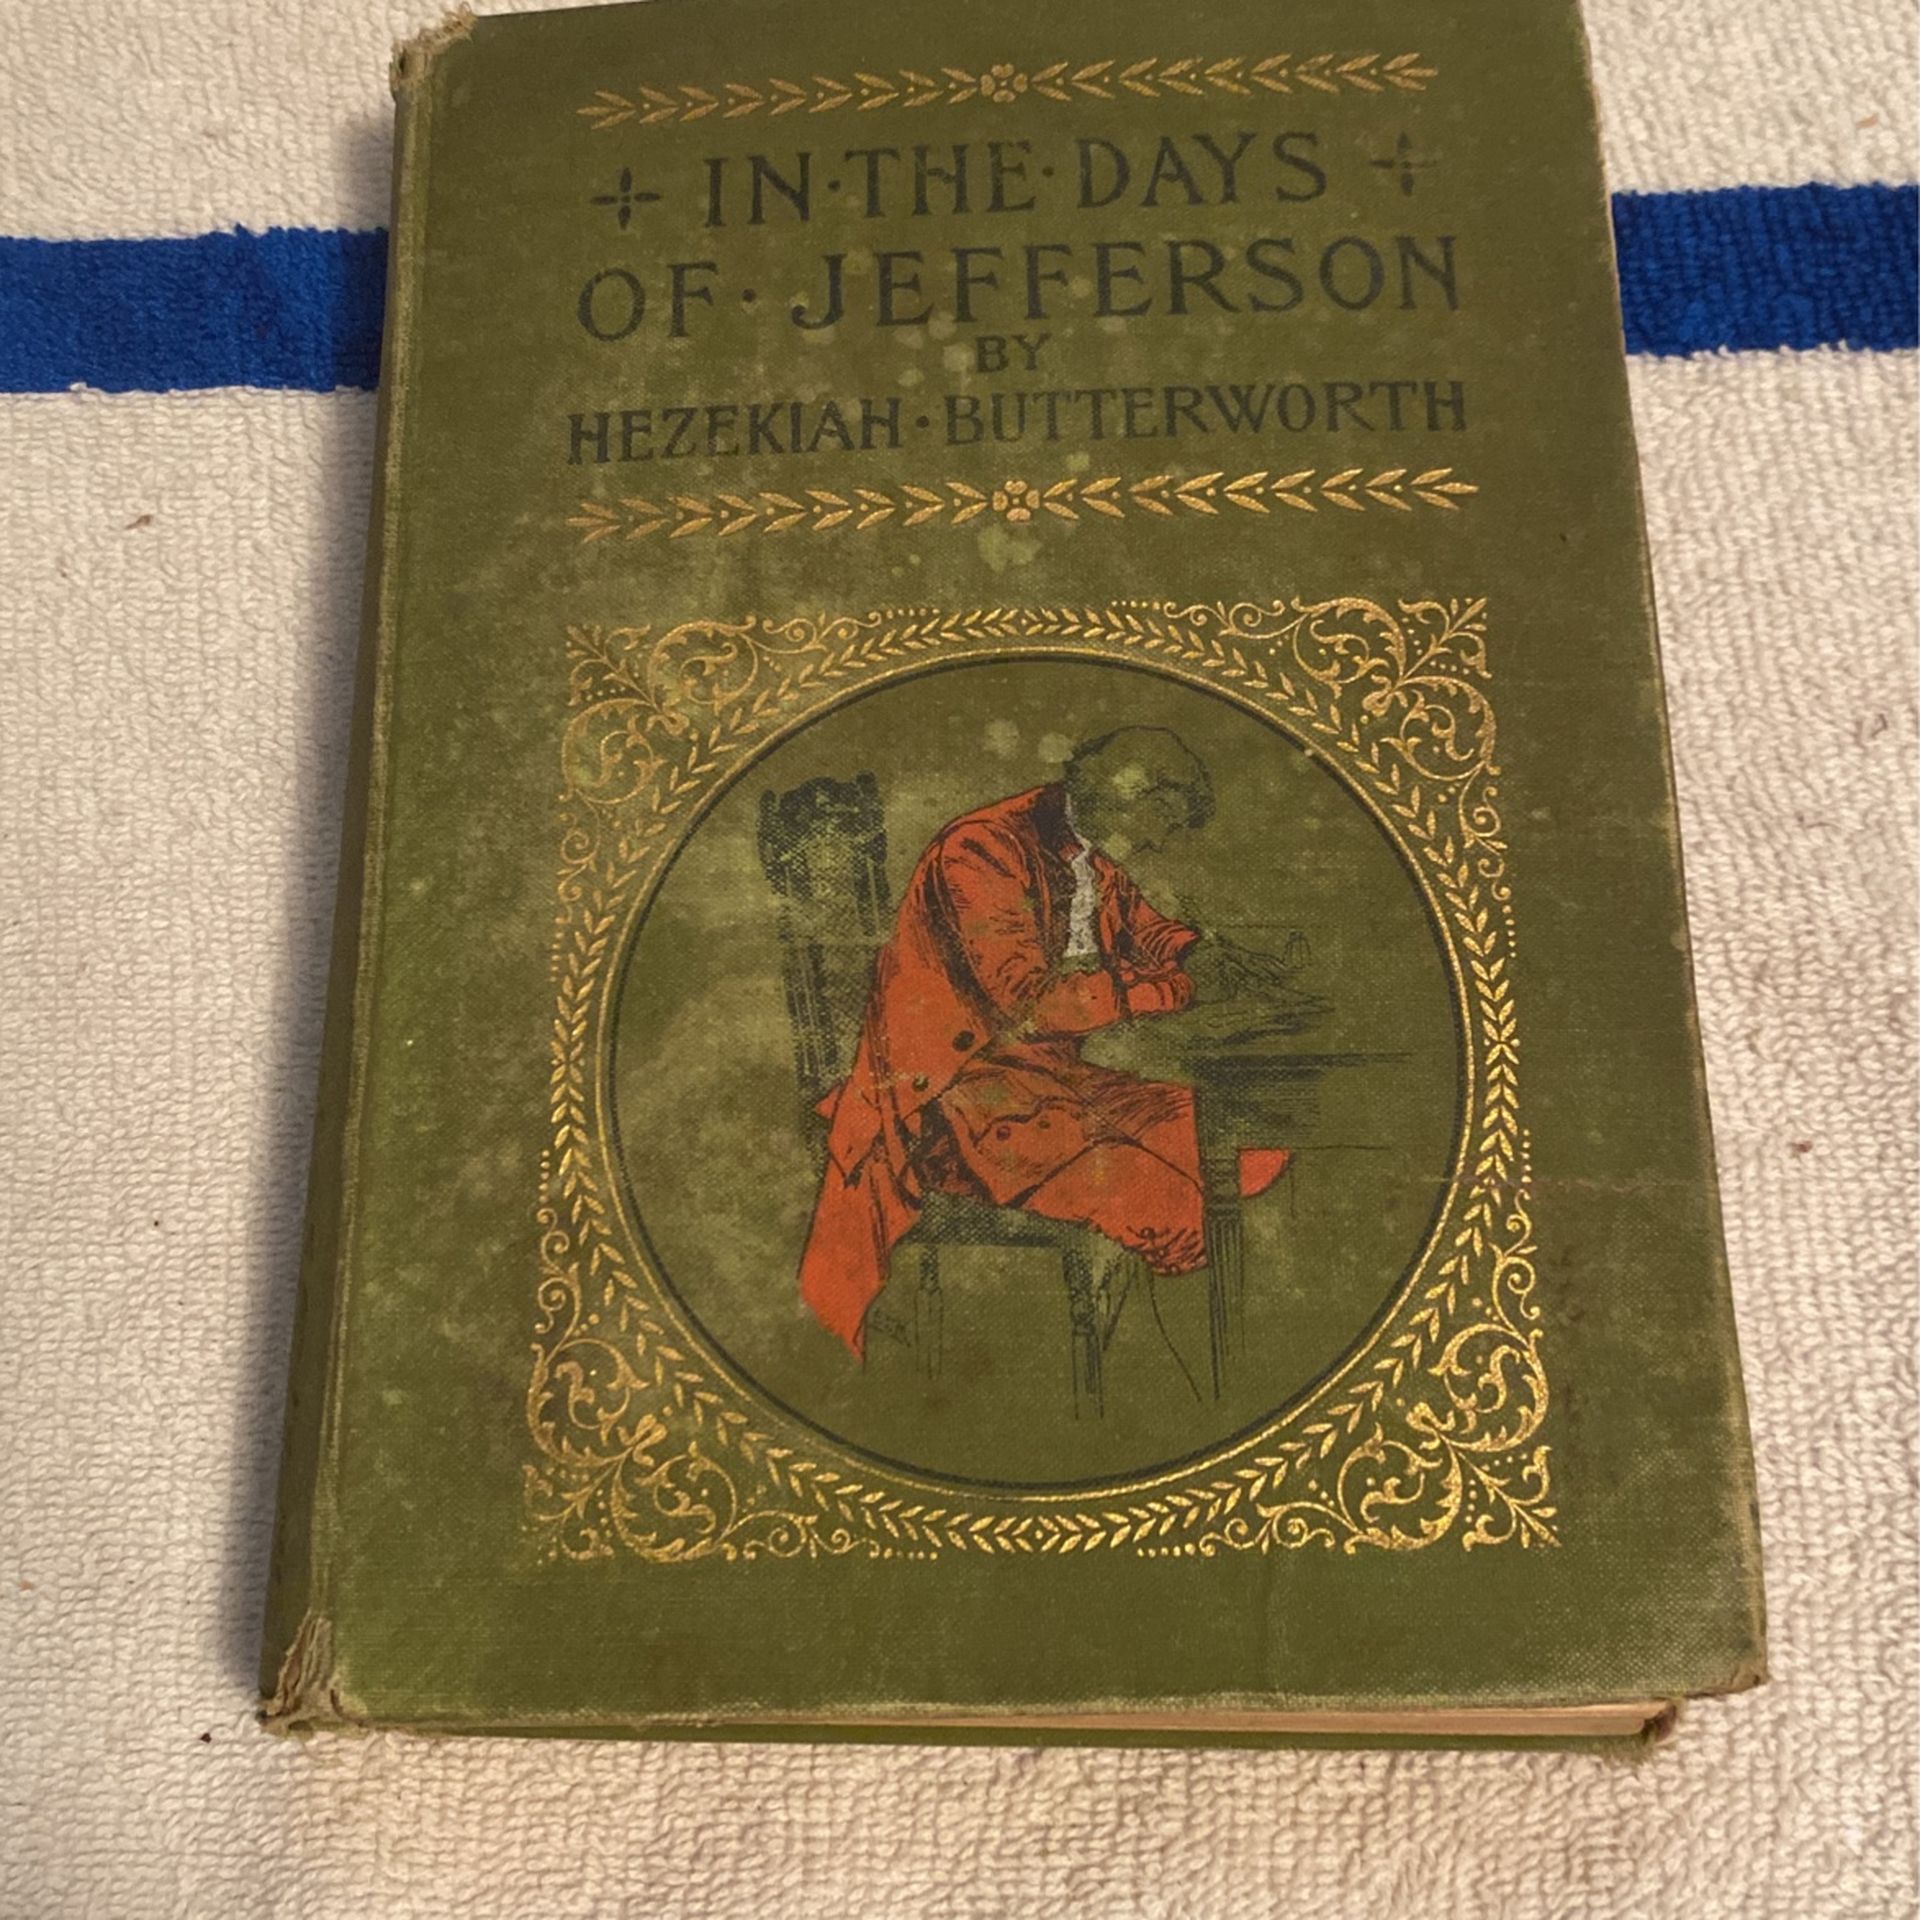 IN·THE·DAYS
OF·JEFFERSON
BY
HEZEKIAH·BUTTERWORTH